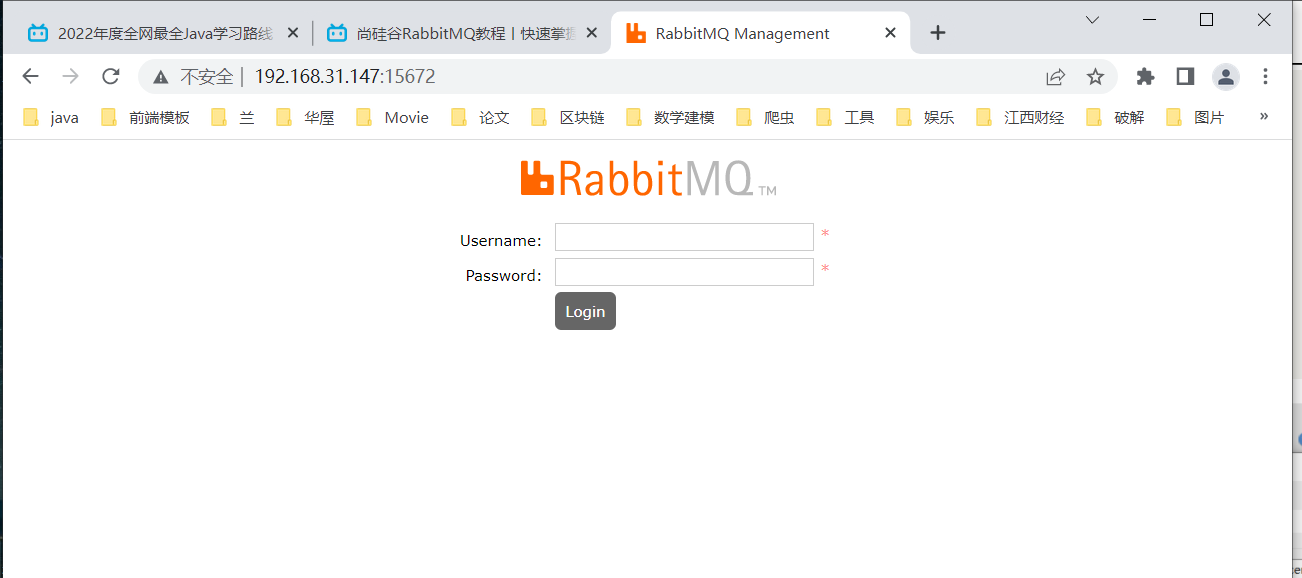 2022年度全网最全Java学习路线 尚硅谷RabbitMQ教程丨快速掌握 RabbitMQ Management
不安全 | 192.168.31.147:15672
java 前端模板 兰 华屋 Movie 论文 区块链 数学建模 爬虫 工具 娱乐 江西财经 破解 图片 »
RabbitMQ TM
Username: *
Password: *
Login